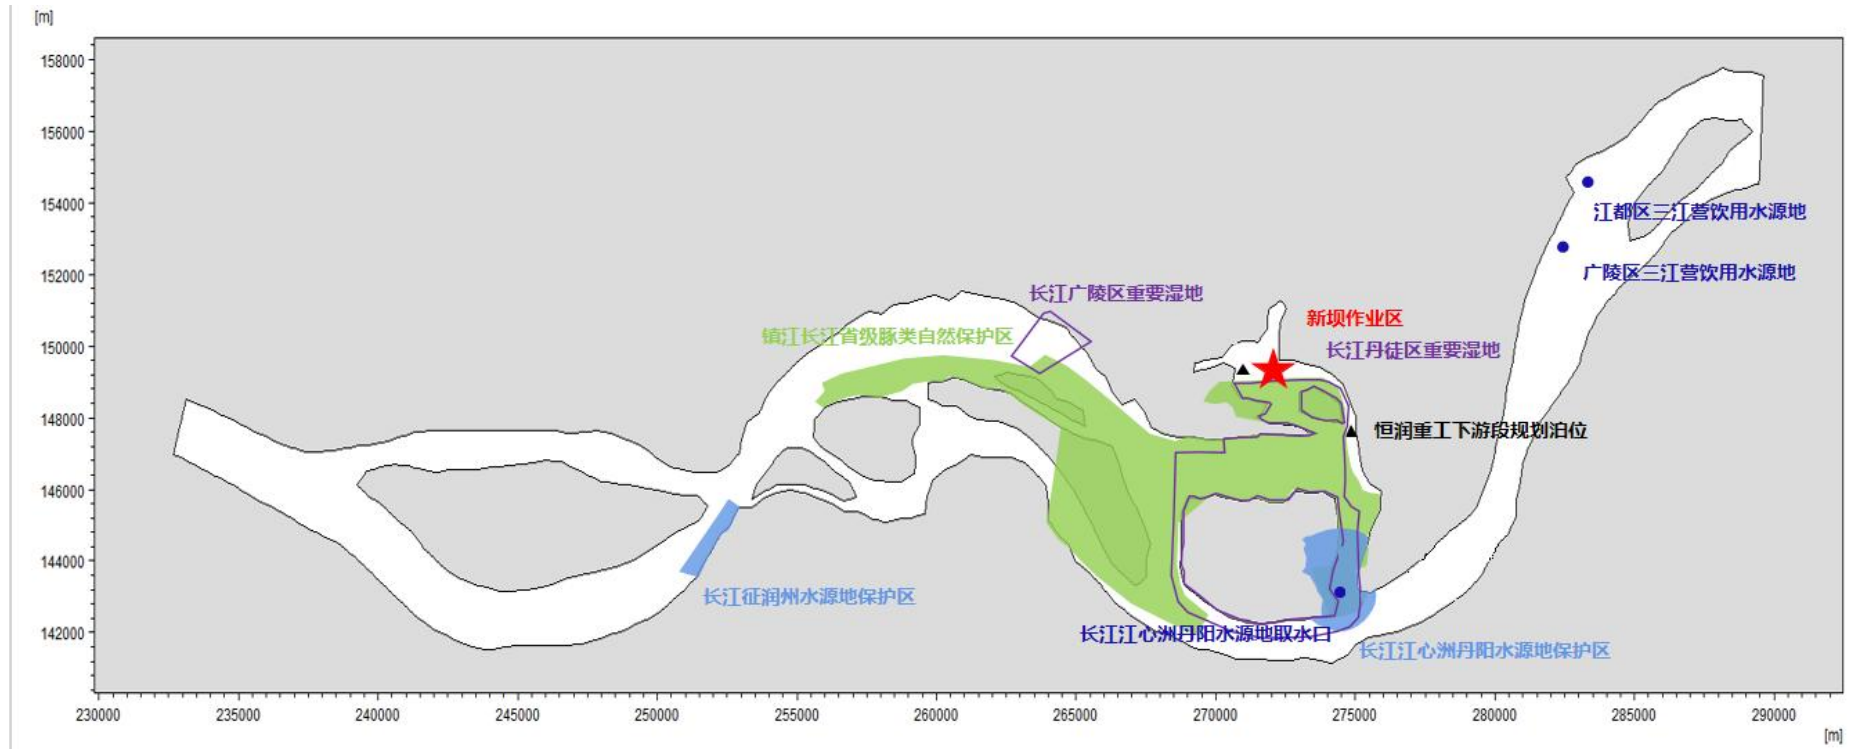 [m]
158000
156000
154000
江都区三江营饮用水源地
152000
广陵区三江营饮用水源地
长江广陵区重要湿地
新坝作业区
镇江长江省级豚类自然保护区
150000
长江丹徒区重要湿地
148000
恒润重工下游段规划泊位
146000
144000
长江征润州水源地保护区
142000
长江江心洲丹阳水源地取水口
长江江心洲丹阳水源地保护区
230000 235000 240000 245000 250000 255000 260000 265000 270000 275000 280000 285000 290000
[m]